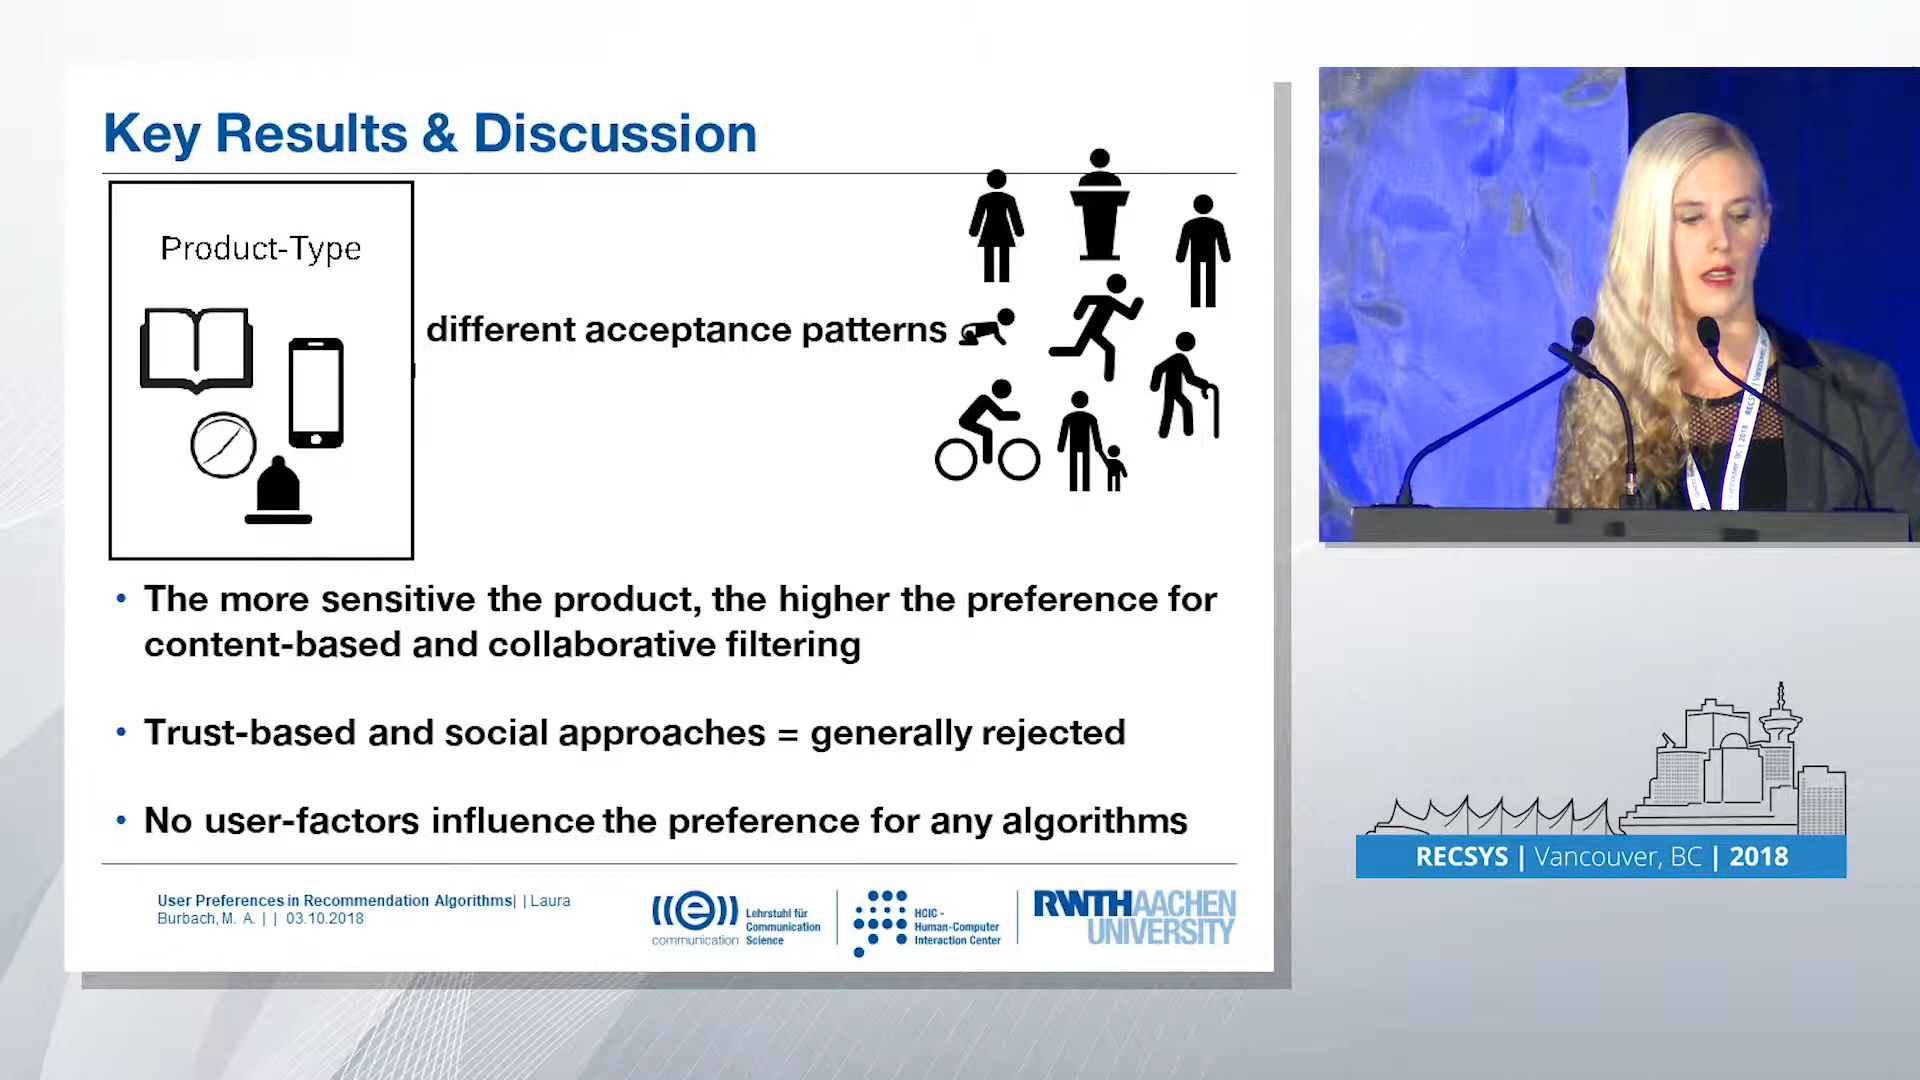 Key Results & Discussion
Product-Type
different acceptance patterns
• The more sensitive the product, the higher the preference for
content-based and collaborative filtering
• Trust-based and social approaches = generally rejected
• No user-factors influence the preference for any algorithms
User Preferences in Recommendation Algorithms| | Laura
Burbach, M. A. | | 03.10.2018
((e))
communication
Lehrstuhl für
Communication
Science
HCIC -
Human-Computer
Interaction Center
RWTHAACHEN
UNIVERSITY
RECSYS | Vancouver, BC | 2018